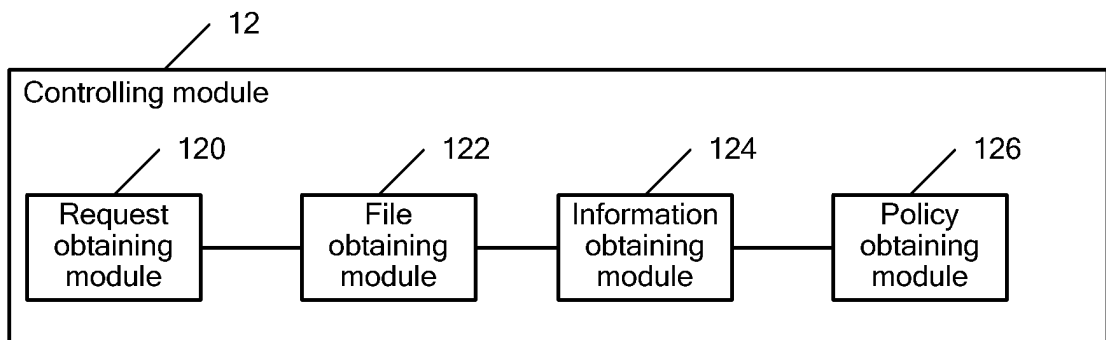 12
Controlling module
120
122
124
126
Request
obtaining
module
File
obtaining
module
Information
obtaining
module
Policy
obtaining
module